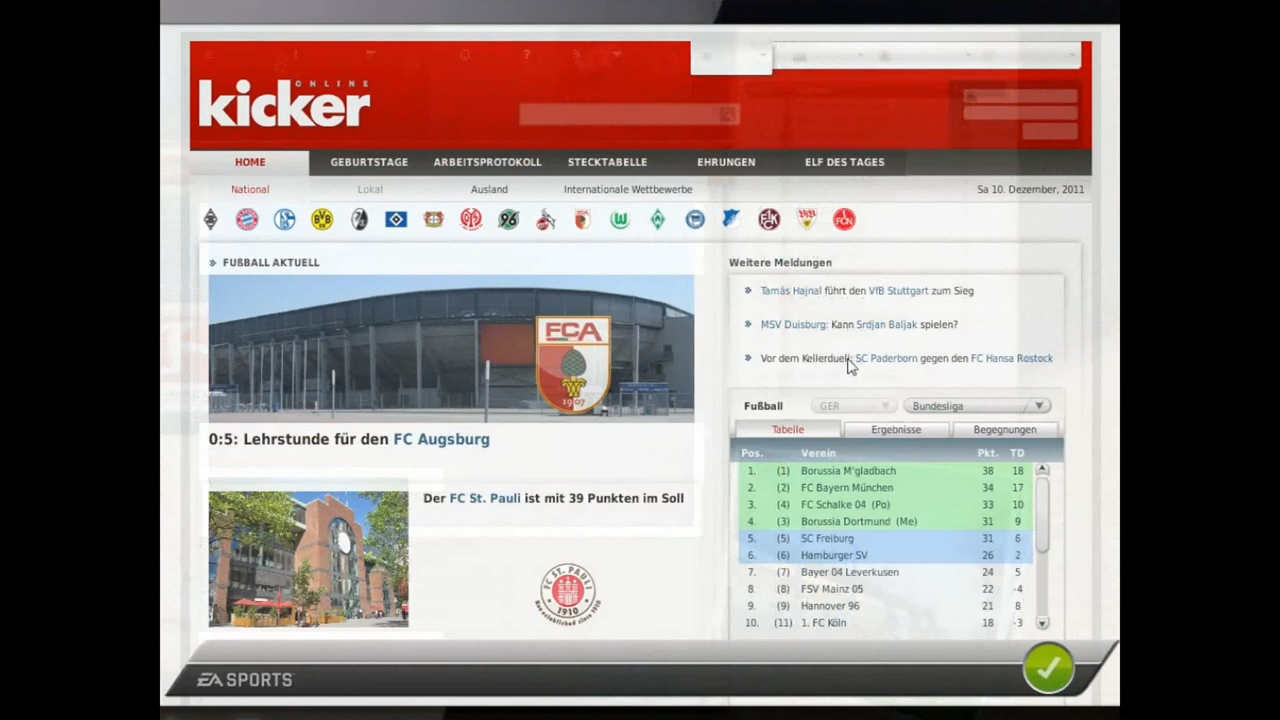 ONLINE
kicker
HOME GEBURTSTAGE ARBEITSPROTOKOLL STECKTABELLE EHRUNGEN ELF DES TAGES
National Lokal Ausland Internationale Wettbewerbe Sa 10. Dezember, 2011
» FUßBALL AKTUELL
FCA
1907
0:5: Lehrstunde für den FC Augsburg
Der FC St. Pauli ist mit 39 Punkten im Soll
FC ST. PAULI
1910
Weitere Meldungen
» Tamás Hajnal führt den VfB Stuttgart zum Sieg
» MSV Duisburg: Kann Srdjan Baljak spielen?
» Vor dem Kellerduell: SC Paderborn gegen den FC Hansa Rostock
Fußball GER Bundesliga
Tabelle Ergebnisse Begegnungen
Pos. Verein Pkt. TD
1. (1) Borussia M'gladbach 38 18
2. (2) FC Bayern München 34 17
3. (4) FC Schalke 04 (Po) 33 10
4. (3) Borussia Dortmund (Me) 31 9
5. (5) SC Freiburg 31 6
6. (6) Hamburger SV 26 2
7. (7) Bayer 04 Leverkusen 24 5
8. (8) FSV Mainz 05 22 -4
9. (9) Hannover 96 21 8
10. (11) 1. FC Köln 18 -3
EA SPORTS